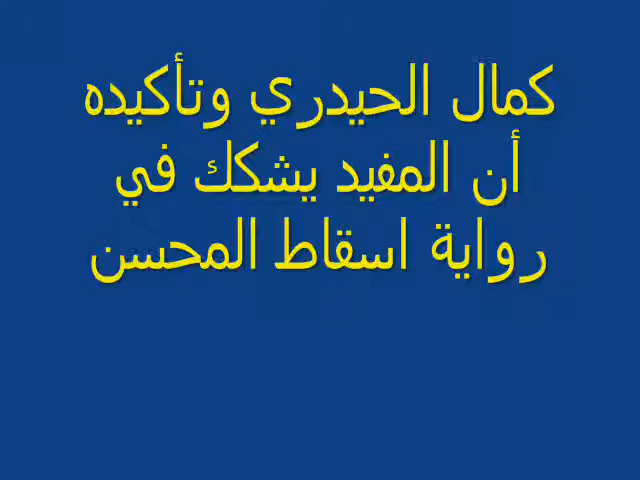 كمال الحيدري وتأكيده
أن المفيد يشكك في
رواية اسقاط المحسن